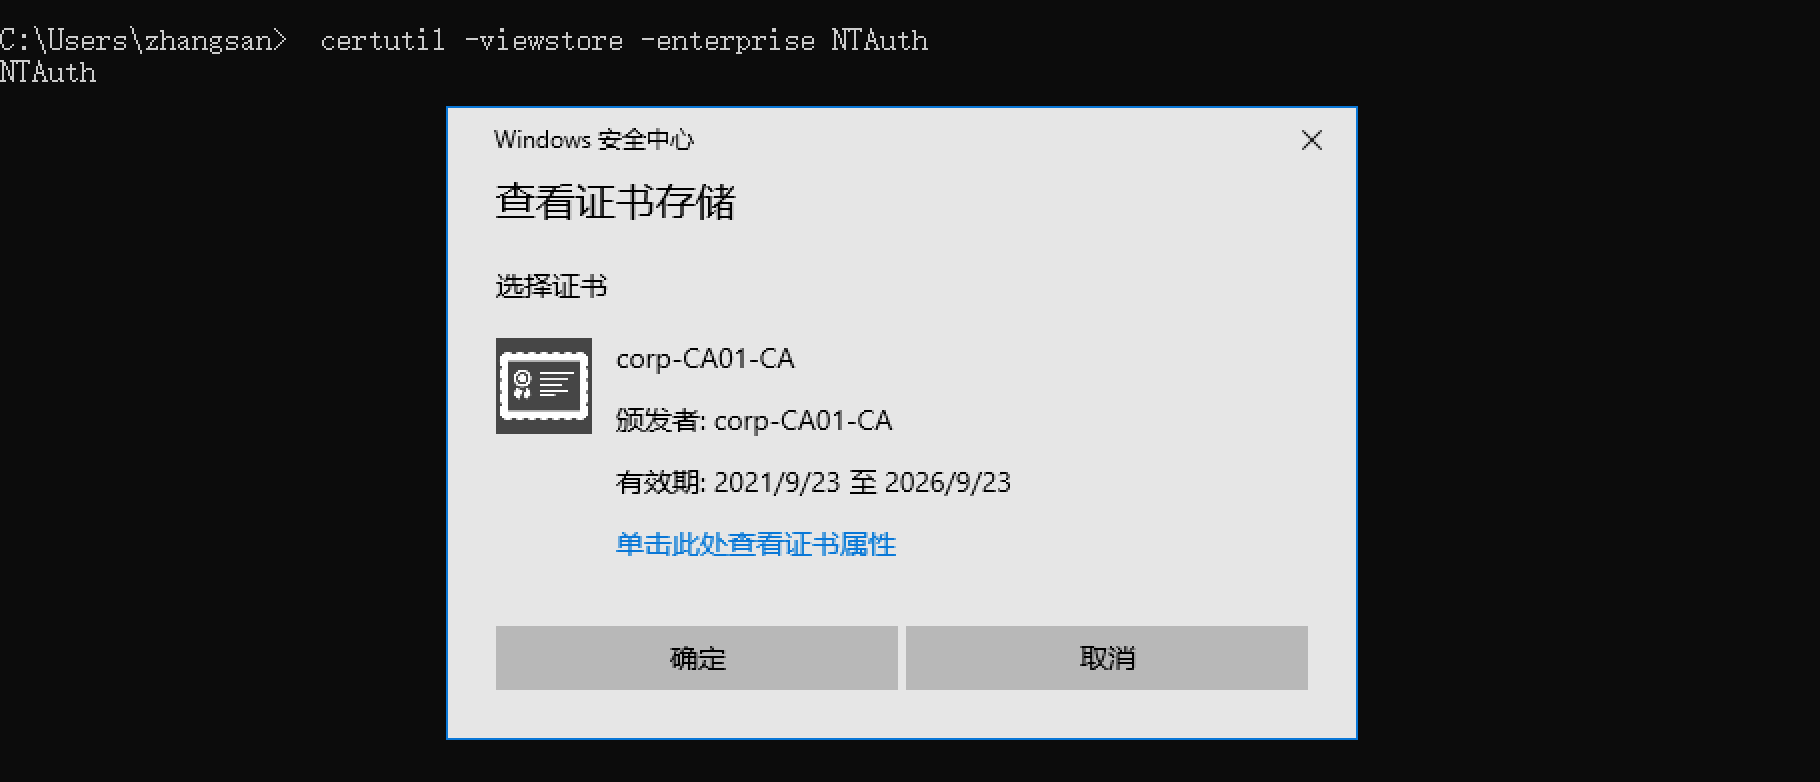 C:\Users\zhangsan>  certutil -viewstore -enterprise NTAuth
NTAuth
Windows 安全中心
查看证书存储
选择证书
corp-CA01-CA
颁发者: corp-CA01-CA
有效期: 2021/9/23 至 2026/9/23
单击此处查看证书属性
确定
取消